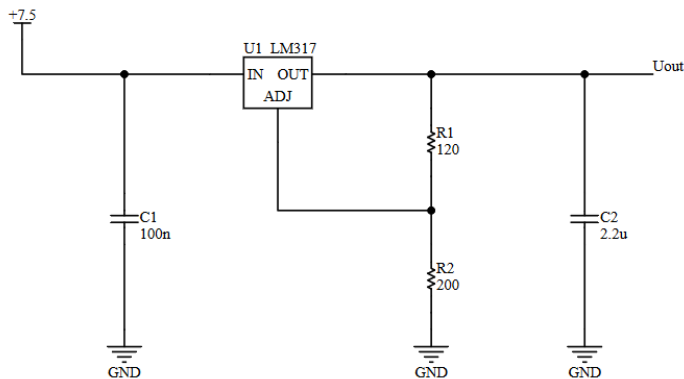 +7.5
U1 LM317
IN OUT
ADJ
Uout
R1
120
C1
100n
C2
2.2u
R2
200
GND
GND
GND